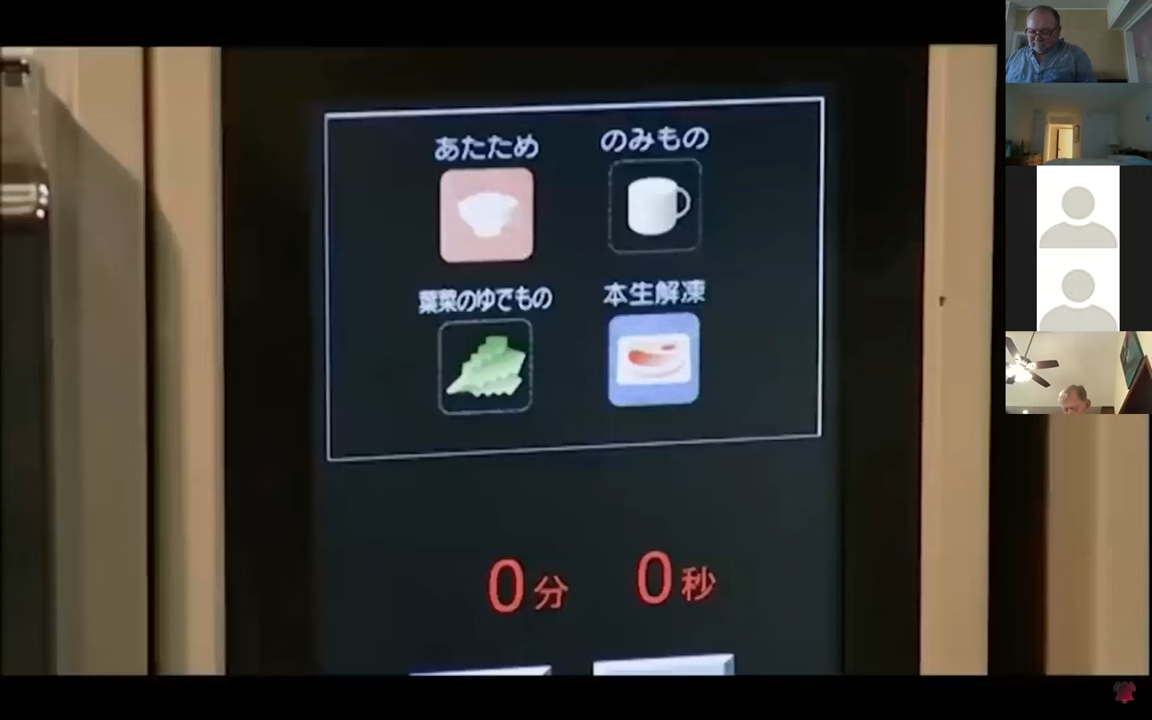 あたため
のみもの
葉菜のゆでもの
本生解凍
0分 0秒